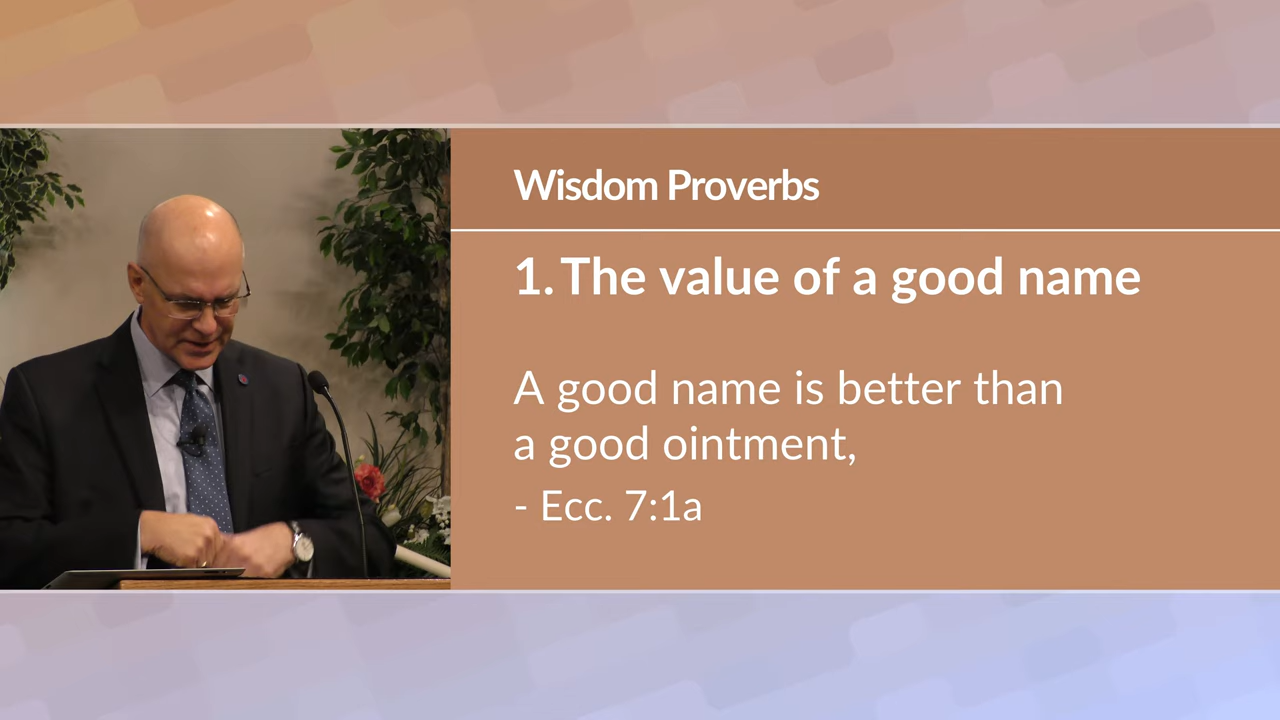 Wisdom Proverbs
1. The value of a good name
A good name is better than
a good ointment,
- Ecc. 7:1a